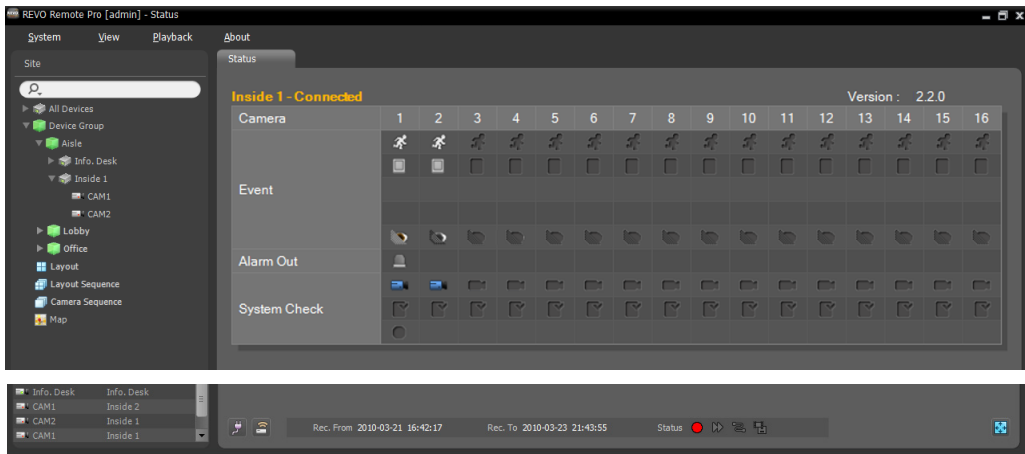 REVO Remote Pro [admin] - Status
System View Playback About
Site
Status
Inside 1 - Connected Version : 2.2.0
All Devices
Device Group
Aisle
Info. Desk
Inside 1
CAM1
CAM2
Lobby
Office
Layout
Layout Sequence
Camera Sequence
Map
Camera 1 2 3 4 5 6 7 8 9 10 11 12 13 14 15 16
Event
Alarm Out
System Check
Info. Desk Info. Desk
CAM1 Inside 2
CAM2 Inside 1
CAM1 Inside 1
Rec. From 2010-03-21 16:42:17 Rec. To 2010-03-23 21:43:55 Status